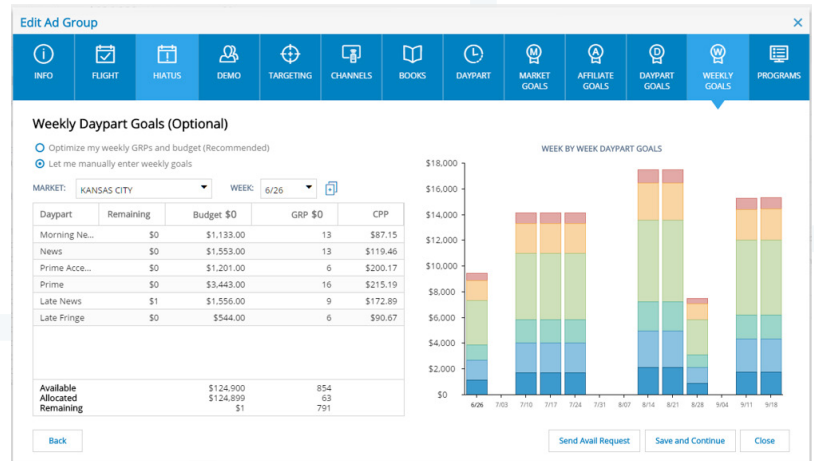 Edit Ad Group
×
INFO
FLIGHT
HIATUS
DEMO
TARGETING
CHANNELS
BOOKS
DAYPART
M MARKET GOALS
A AFFILIATE GOALS
D DAYPART GOALS
W WEEKLY GOALS
PROGRAMS
Weekly Daypart Goals (Optional)
Optimize my weekly GRPs and budget (Recommended)
Let me manually enter weekly goals
MARKET: KANSAS CITY WEEK: 6/26
Daypart Remaining Budget $0 GRP $0 CPP
Morning Ne... $0 $1,133.00 13 $87.15
News $0 $1,553.00 13 $119.46
Prime Acce... $0 $1,201.00 6 $200.17
Prime $0 $3,443.00 16 $215.19
Late News $1 $1,556.00 9 $172.89
Late Fringe $0 $544.00 6 $90.67
Available $124,900 854
Allocated $124,899 63
Remaining $1 791
WEEK BY WEEK DAYPART GOALS
$18,000
$16,000
$14,000
$12,000
$10,000
$8,000
$6,000
$4,000
$2,000
$0
6/26 7/03 7/10 7/17 7/24 7/31 8/07 8/14 8/21 8/28 9/04 9/11 9/18
Back
Send Avail Request
Save and Continue
Close